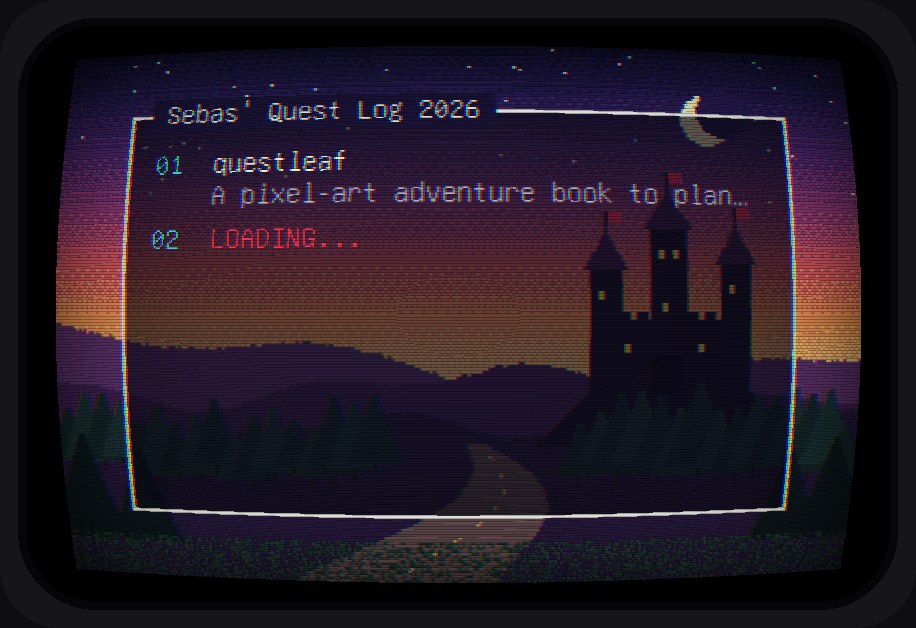 Sebas' Quest Log 2026
01 questleaf
A pixel-art adventure book to plan…
02 LOADING...